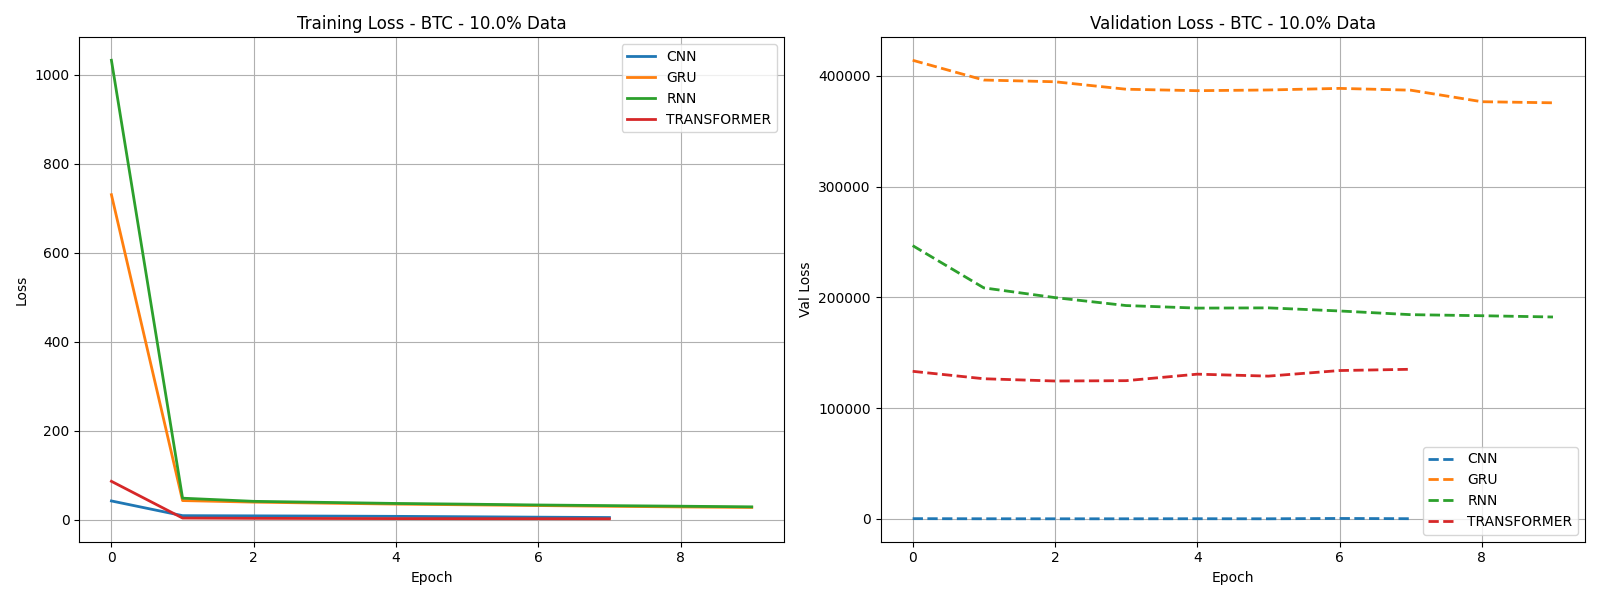 Training Loss - BTC - 10.0% Data
1000
800
600
400
200
0
Loss
0 2 4 6 8
Epoch
CNN
GRU
RNN
TRANSFORMER
Validation Loss - BTC - 10.0% Data
400000
300000
200000
100000
0
Val Loss
0 2 4 6 8
Epoch
CNN
GRU
RNN
TRANSFORMER